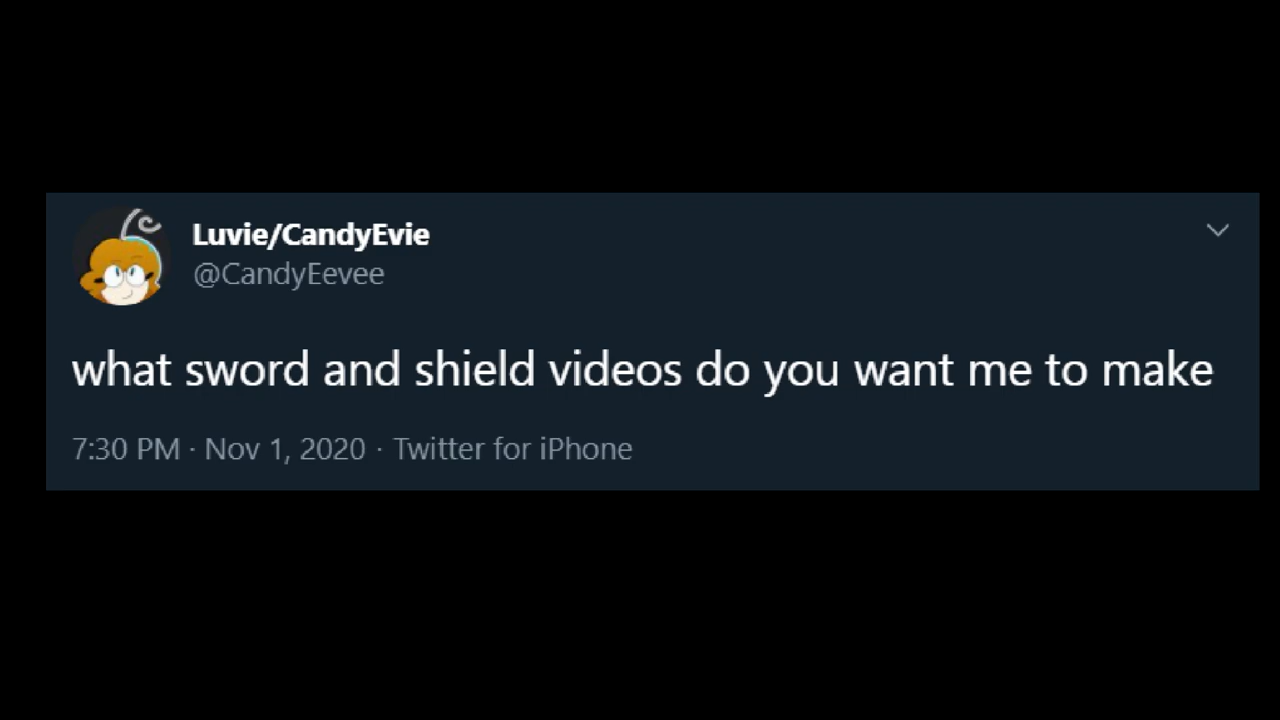 Luvie/CandyEvie
@CandyEevee
what sword and shield videos do you want me to make
7:30 PM · Nov 1, 2020 · Twitter for iPhone